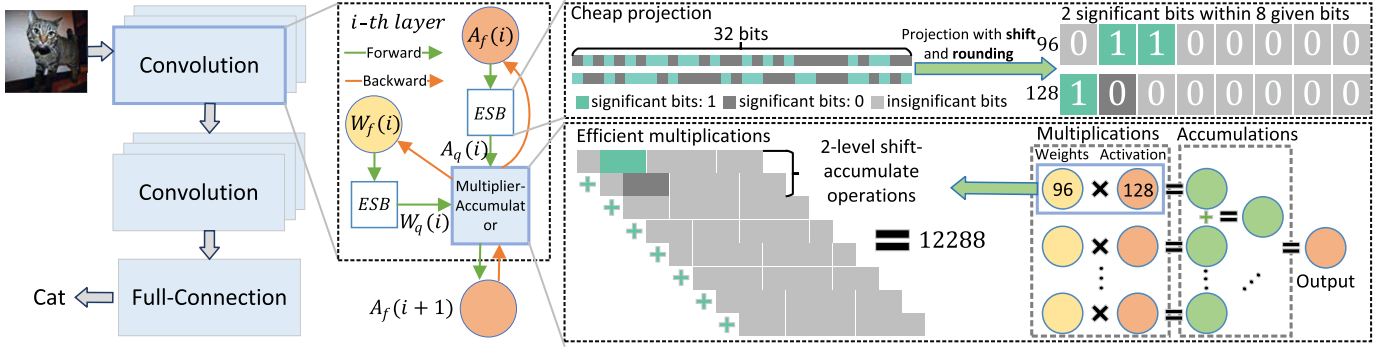 Convolution
Convolution
Full-Connection
Cat
i-th layer
Forward
Backward
A_f(i)
ESB
W_f(i)
A_q(i)
ESB
W_q(i)
Multiplier-
Accumulat
or
A_f(i+1)
Cheap projection
32 bits
significant bits: 1 significant bits: 0 insignificant bits
Projection with shift
and rounding
2 significant bits within 8 given bits
96 0 1 1 0 0 0 0 0
128 1 0 0 0 0 0 0 0
Efficient multiplications
+
+
+
+
+
+
+
2-level shift-
accumulate
operations
= 12288
Multiplications Accumulations
Weights Activation
96 × 128 =
+ =
× =
=
× =
Output